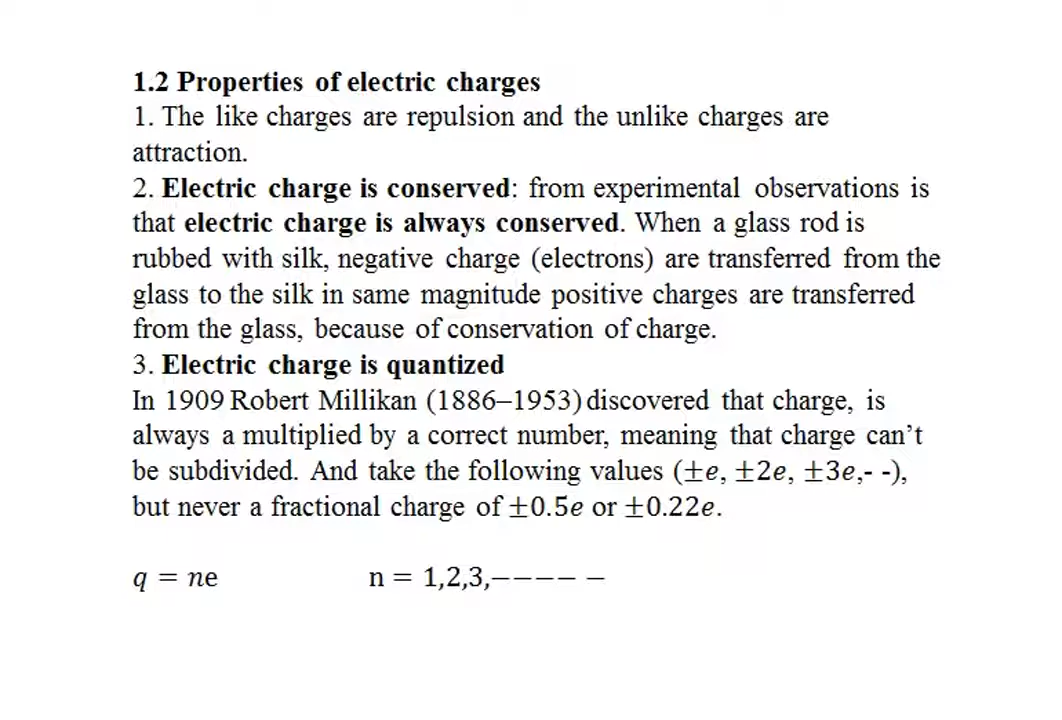 1.2 Properties of electric charges
1. The like charges are repulsion and the unlike charges are
attraction.
2. Electric charge is conserved: from experimental observations is
that electric charge is always conserved. When a glass rod is
rubbed with silk, negative charge (electrons) are transferred from the
glass to the silk in same magnitude positive charges are transferred
from the glass, because of conservation of charge.
3. Electric charge is quantized
In 1909 Robert Millikan (1886–1953) discovered that charge, is
always a multiplied by a correct number, meaning that charge can’t
be subdivided. And take the following values (±e, ±2e, ±3e,- -),
but never a fractional charge of ±0.5e or ±0.22e.
q = ne n = 1,2,3,−−−− −